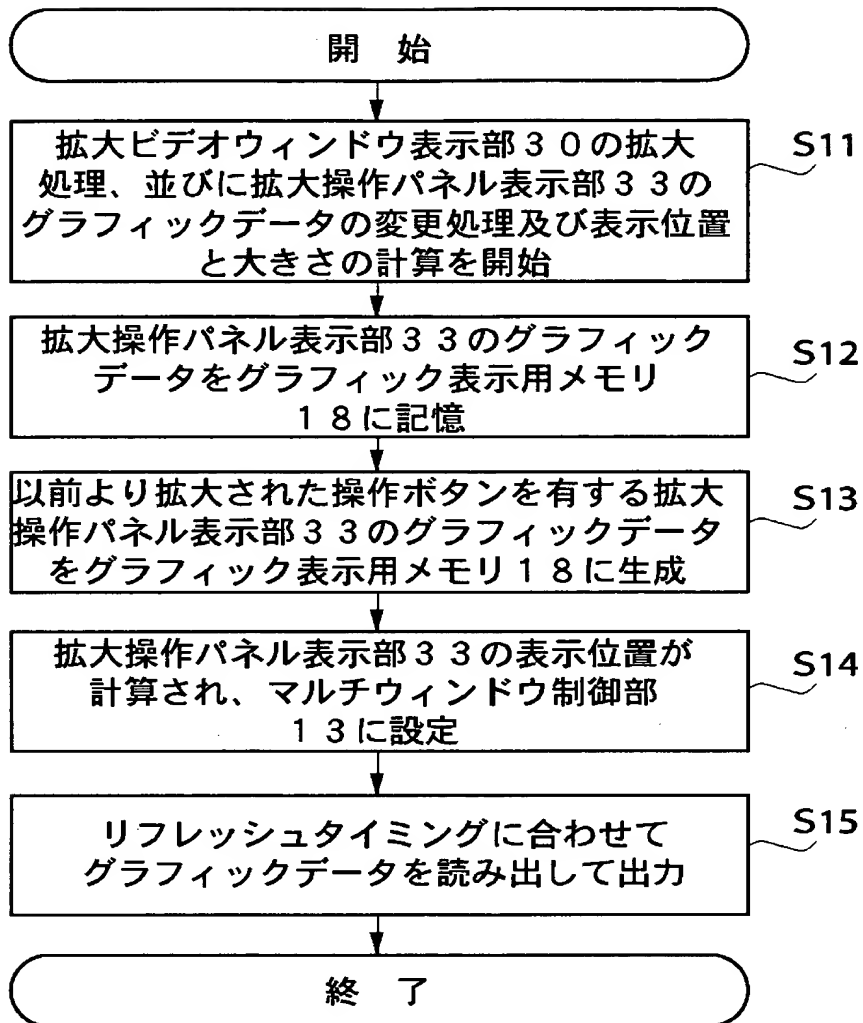 開 始
拡大ビデオウィンドウ表示部３０の拡大
処理、並びに拡大操作パネル表示部３３の
グラフィックデータの変更処理及び表示位置
と大きさの計算を開始
S11
拡大操作パネル表示部３３のグラフィック
データをグラフィック表示用メモリ
１８に記憶
S12
以前より拡大された操作ボタンを有する拡大
操作パネル表示部３３のグラフィックデータ
をグラフィック表示用メモリ１８に生成
S13
拡大操作パネル表示部３３の表示位置が
計算され、マルチウィンドウ制御部
１３に設定
S14
リフレッシュタイミングに合わせて
グラフィックデータを読み出して出力
S15
終 了